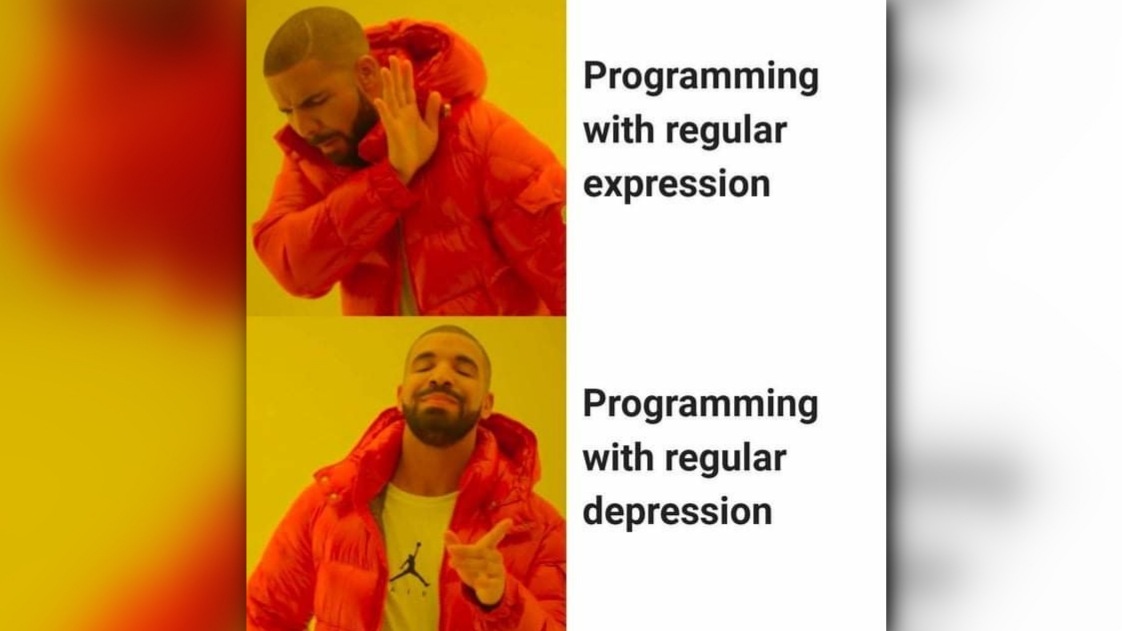 Programming
with regular
expression
Programming
with regular
depression